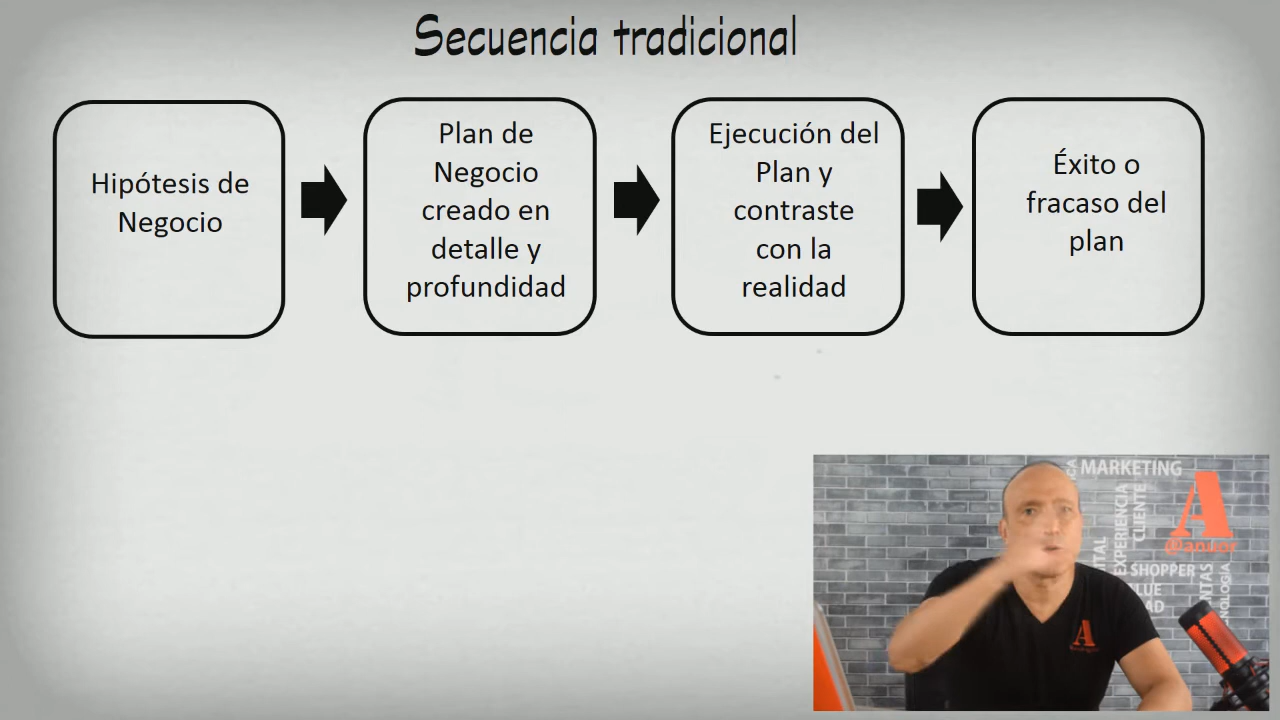 Secuencia tradicional
Hipótesis de
Negocio
Plan de
Negocio
creado en
detalle y
profundidad
Ejecución del
Plan y
contraste
con la
realidad
Éxito o
fracaso del
plan
MARKETING
EXPERIENCIA
CLIENTE
A
SHOPPER
A